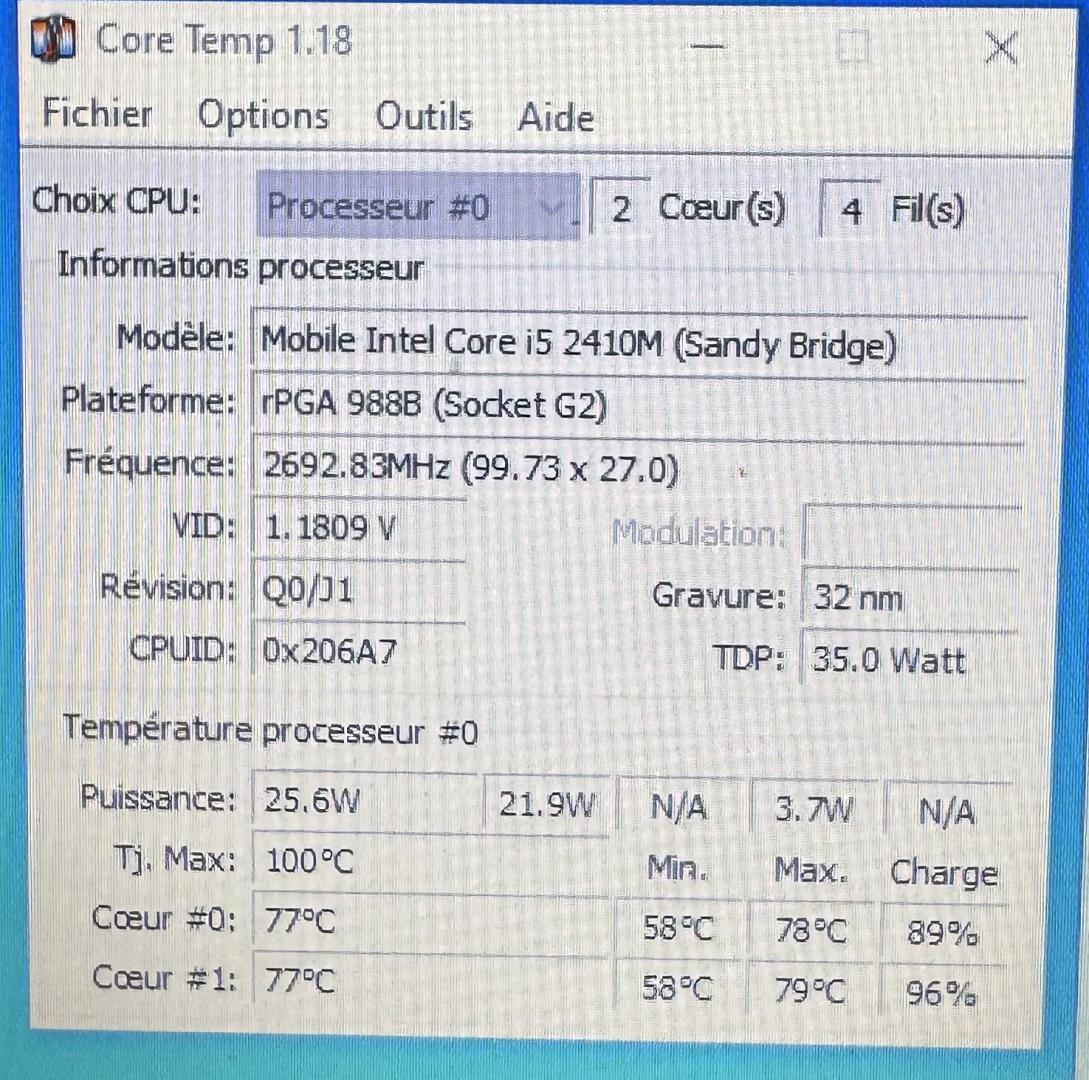 Core Temp 1.18
Fichier Options Outils Aide
Choix CPU: Processeur #0 2 Cœur(s) 4 Fil(s)
Informations processeur
Modèle: Mobile Intel Core i5 2410M (Sandy Bridge)
Plateforme: rPGA 988B (Socket G2)
Fréquence: 2692.83MHz (99.73 x 27.0)
VID: 1.1809 V Modulation:
Révision: Q0/J1 Gravure: 32 nm
CPUID: 0x206A7 TDP: 35.0 Watt
Température processeur #0
Puissance: 25.6W 21.9W N/A 3.7W N/A
Tj. Max: 100°C Min. Max. Charge
Cœur #0: 77°C 58°C 78°C 89%
Cœur #1: 77°C 58°C 79°C 96%